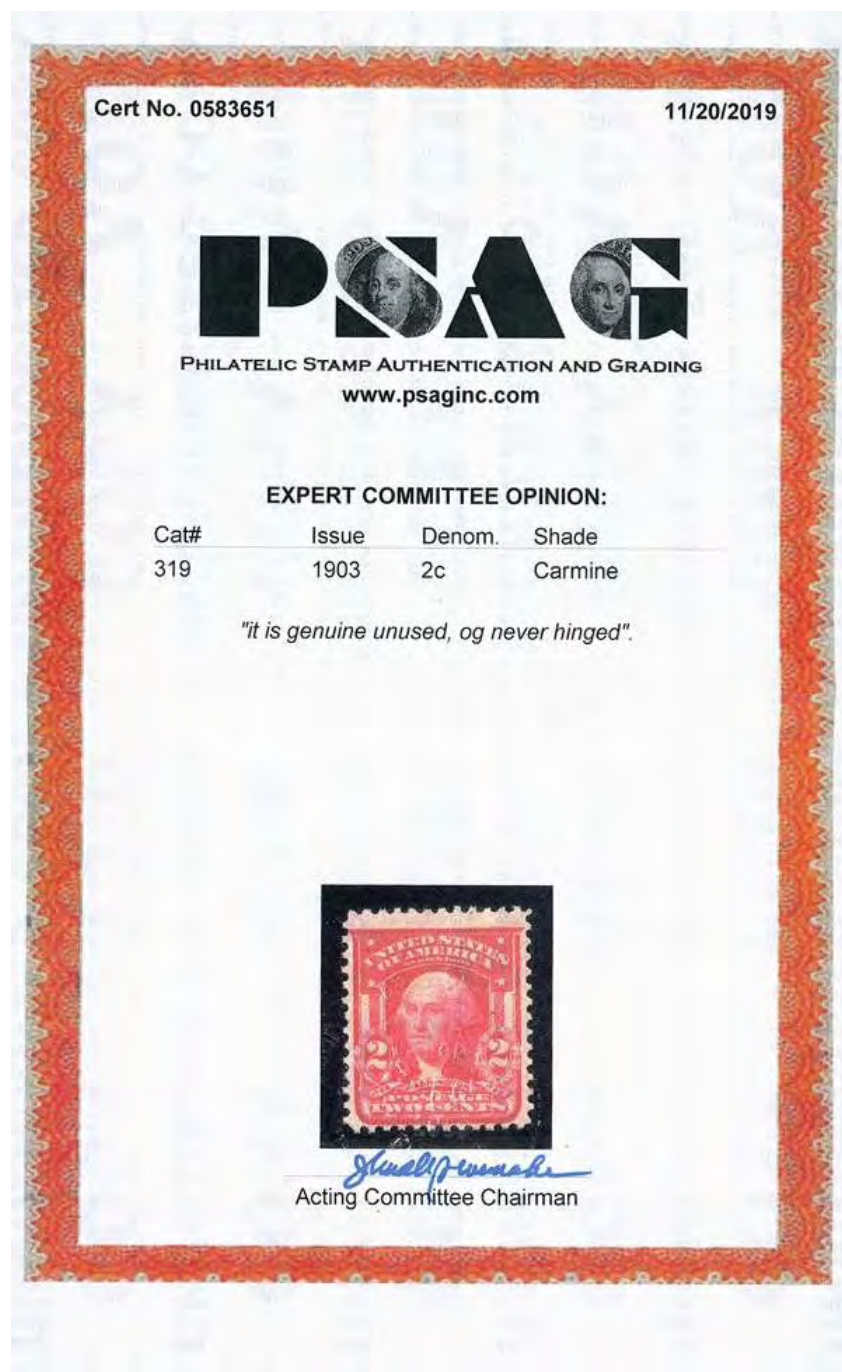 Cert No. 0583651 11/20/2019
PSAG
PHILATELIC STAMP AUTHENTICATION AND GRADING
www.psaginc.com
EXPERT COMMITTEE OPINION:
Cat# Issue Denom. Shade
319 1903 2c Carmine
"it is genuine unused, og never hinged".
UNITED STATES
OF AMERICA
2 2
POSTAGE
TWO CENTS
Acting Committee Chairman